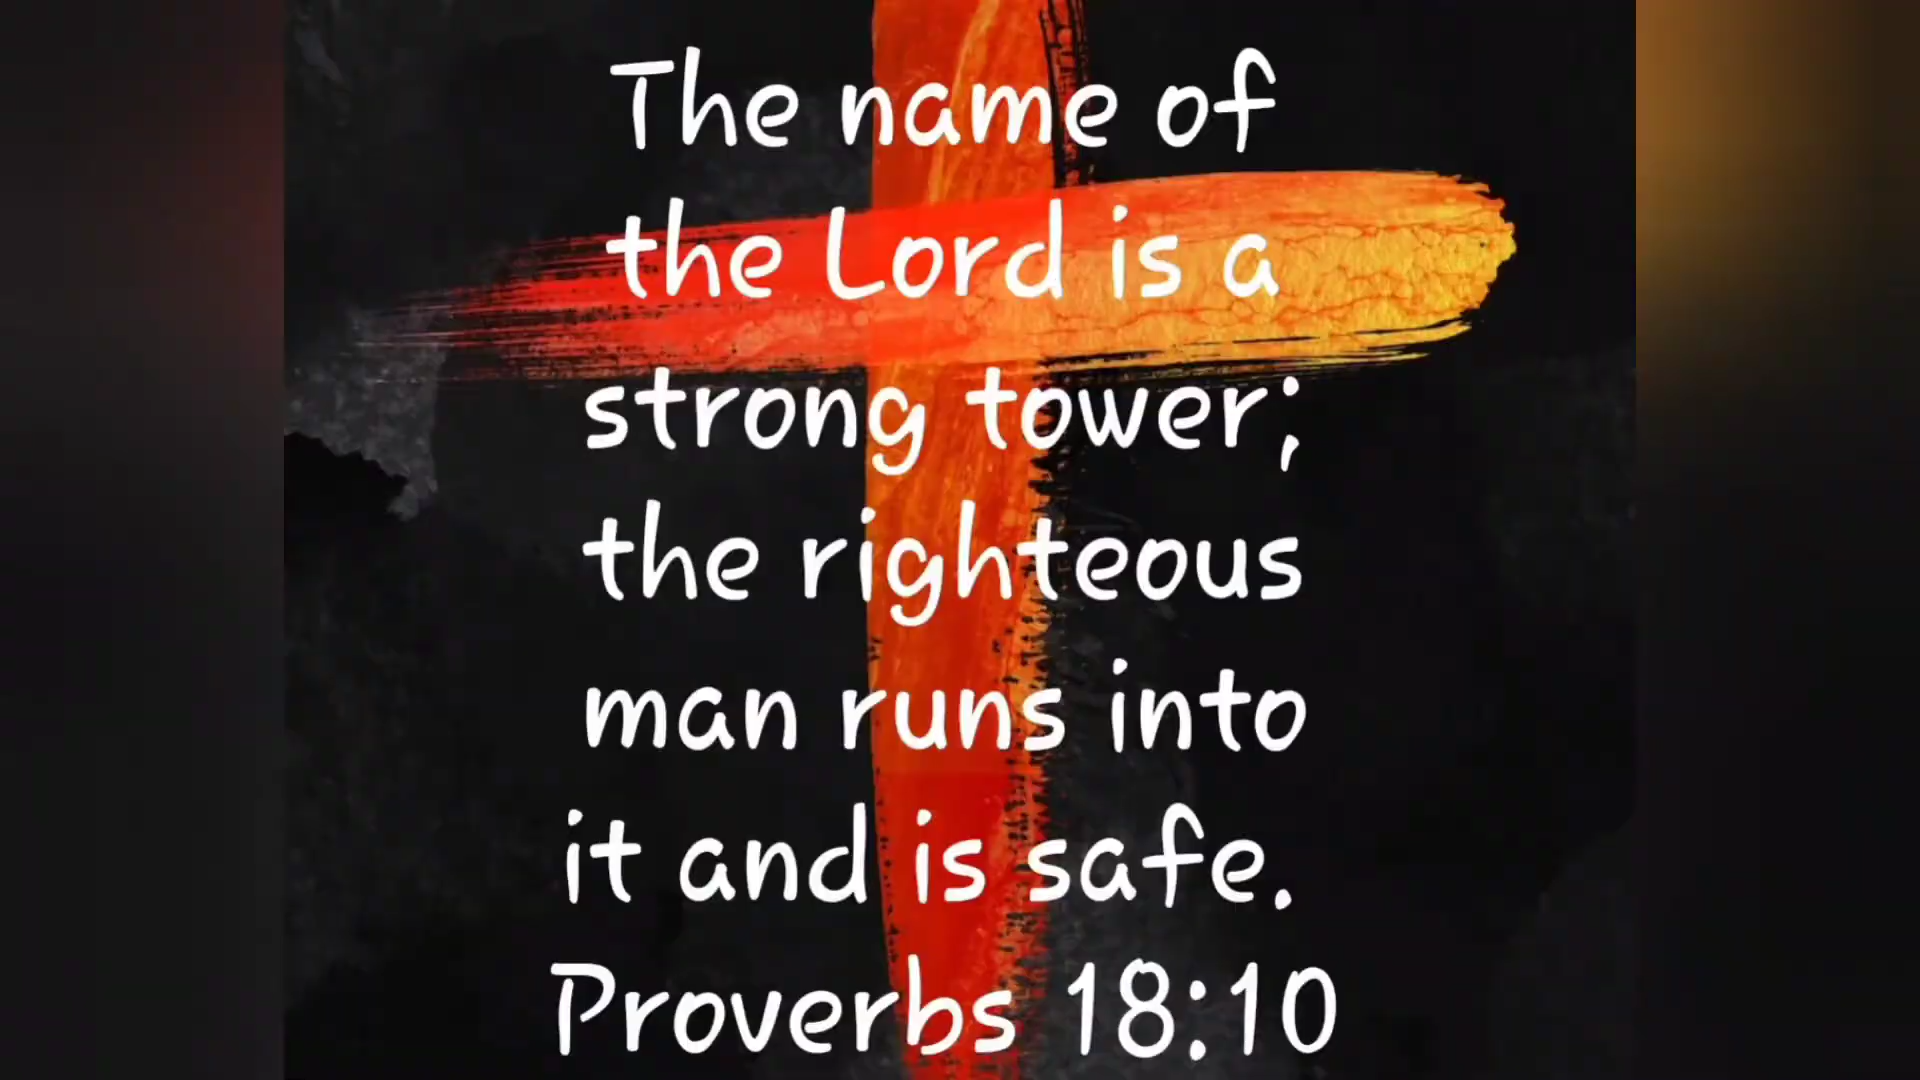 The name of
the Lord is a
strong tower;
the righteous
man runs into
it and is safe.
Proverbs 18:10